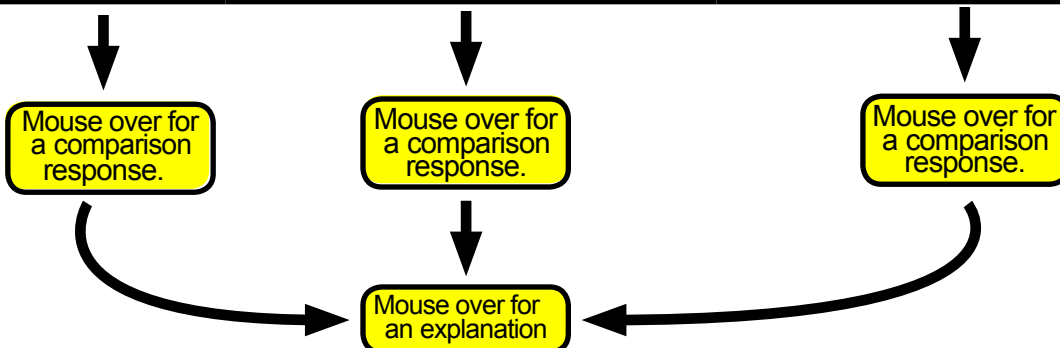 Mouse over for
a comparison
response.
Mouse over for
a comparison
response.
Mouse over for
a comparison
response.
Mouse over for
an explanation